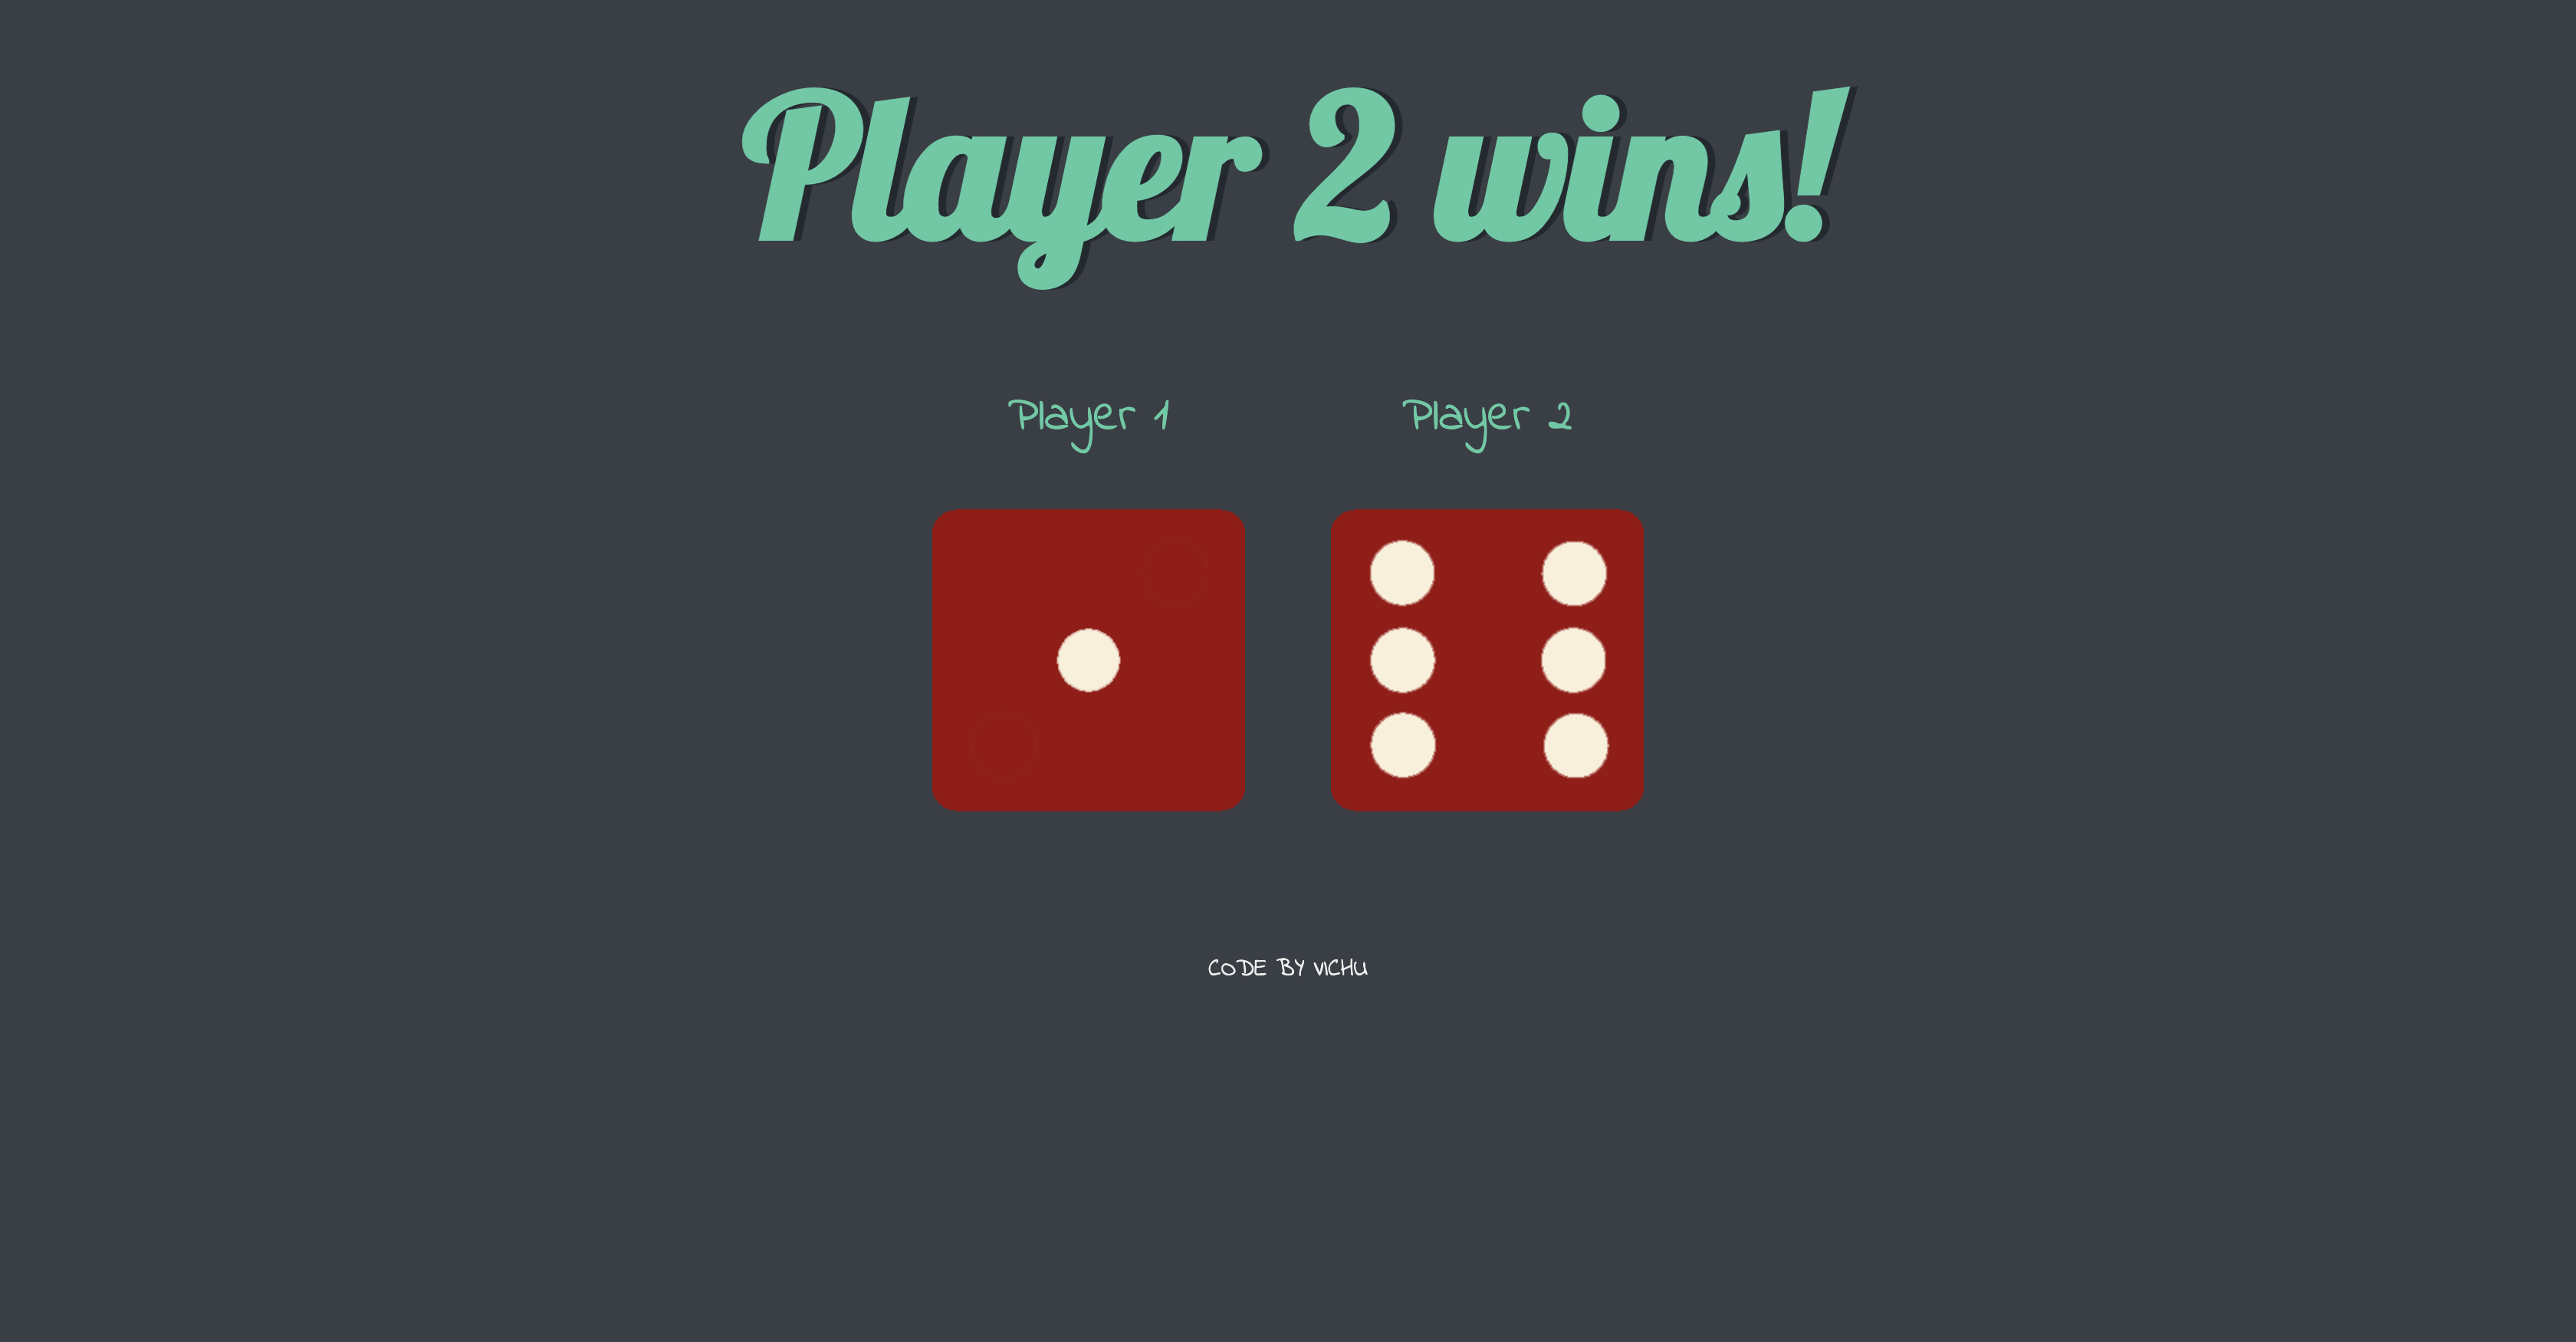 Player 2 wins!
Player 1
Player 2
CODE BY VICHU